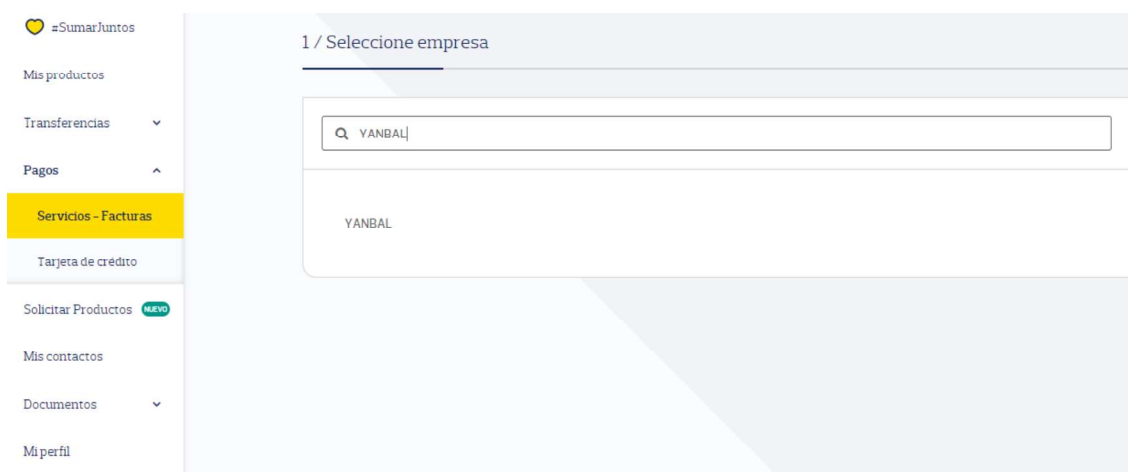 #SumarJuntos
Mis productos
Transferencias
Pagos
Servicios - Facturas
Tarjeta de crédito
Solicitar Productos NUEVO
Mis contactos
Documentos
Mi perfil
1 / Seleccione empresa
YANBAL
YANBAL